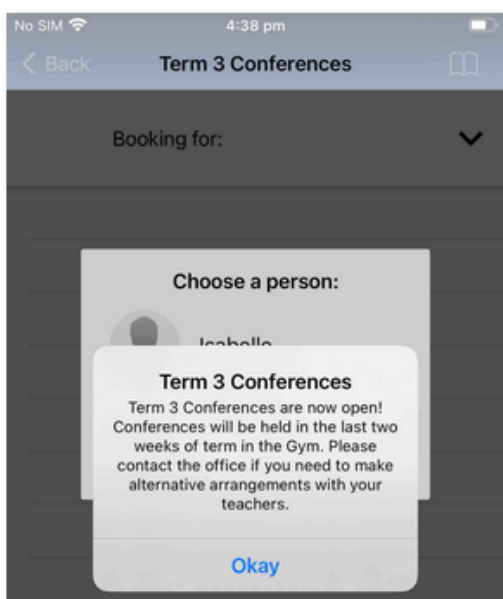 No SIM 4:38 pm
Back Term 3 Conferences
Booking for:
Choose a person:
Isabelle
Term 3 Conferences
Term 3 Conferences are now open!
Conferences will be held in the last two
weeks of term in the Gym. Please
contact the office if you need to make
alternative arrangements with your
teachers.
Okay